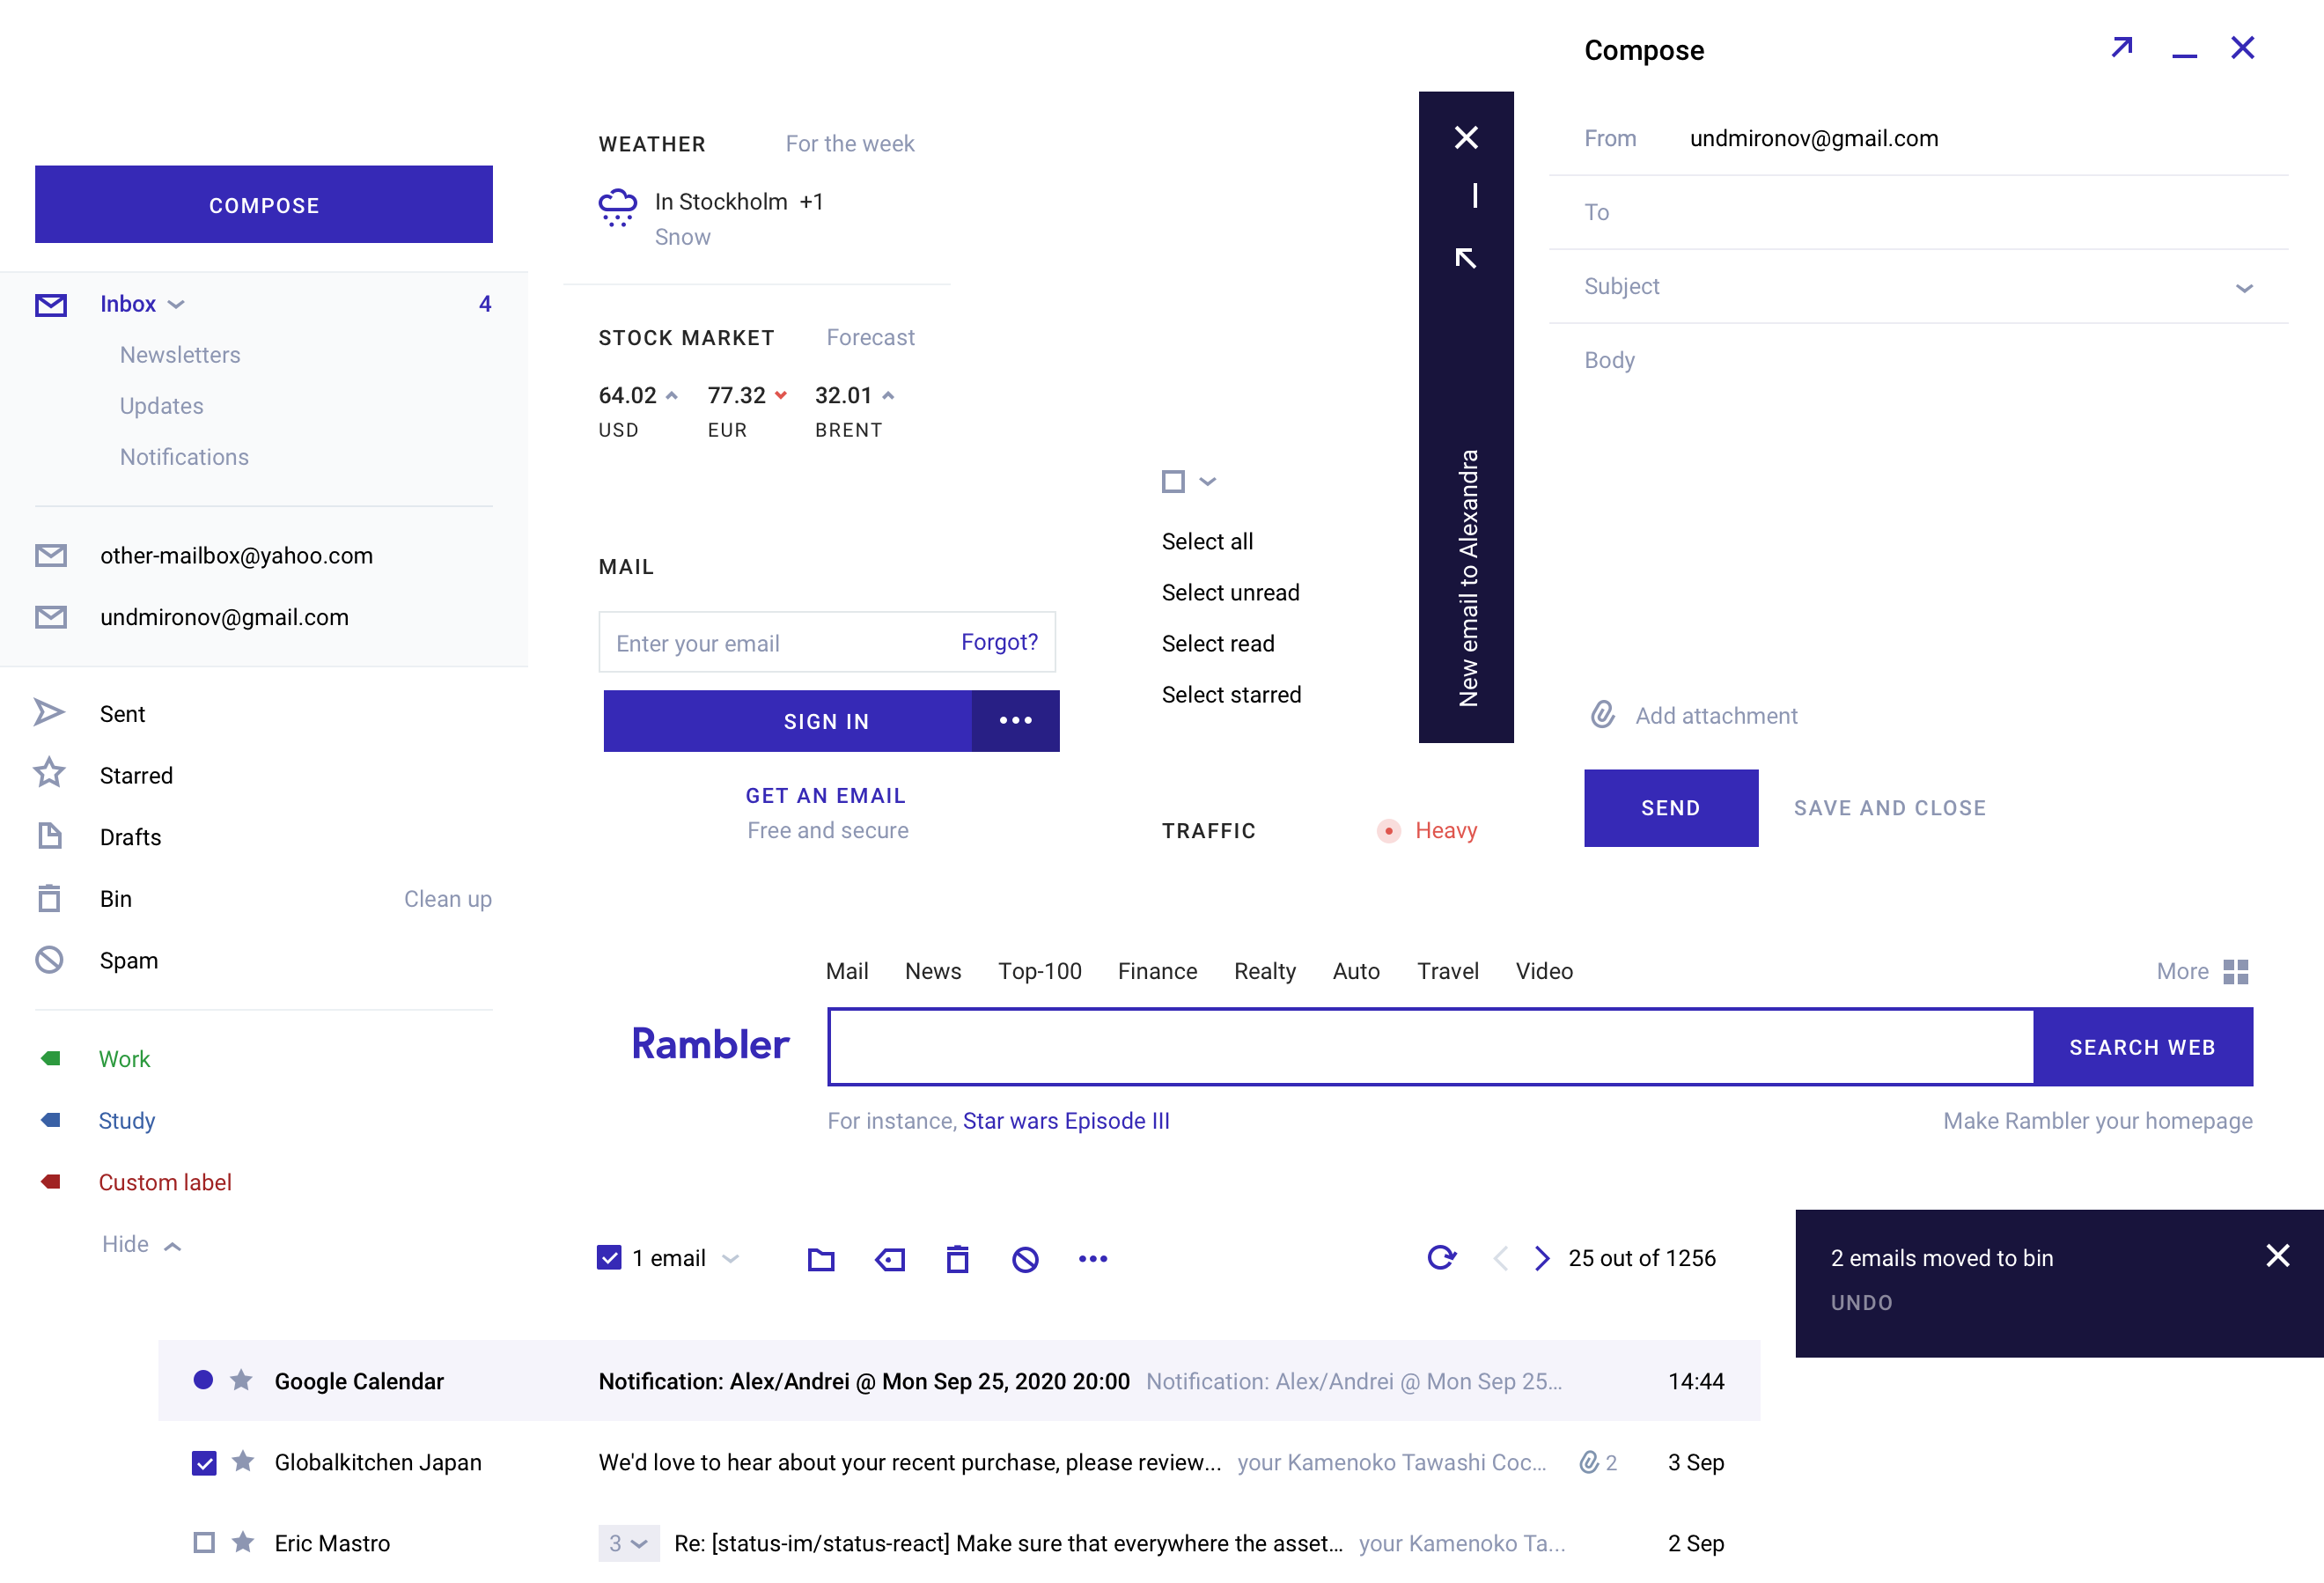 COMPOSE
Inbox 4
Newsletters
Updates
Notifications
other-mailbox@yahoo.com
undmironov@gmail.com
Sent
Starred
Drafts
Bin Clean up
Spam
Work
Study
Custom label
Hide
WEATHER For the week
In Stockholm +1
Snow
STOCK MARKET Forecast
64.02 77.32 32.01
USD EUR BRENT
MAIL
Enter your email Forgot?
SIGN IN
GET AN EMAIL
Free and secure
Select all
Select unread
Select read
Select starred
TRAFFIC Heavy
New email to Alexandra
Compose
From undmironov@gmail.com
To
Subject
Body
Add attachment
SEND SAVE AND CLOSE
Mail News Top-100 Finance Realty Auto Travel Video More
Rambler SEARCH WEB
For instance, Star wars Episode III Make Rambler your homepage
1 email 25 out of 1256
2 emails moved to bin
UNDO
Google Calendar Notification: Alex/Andrei @ Mon Sep 25, 2020 20:00 Notification: Alex/Andrei @ Mon Sep 25... 14:44
Globalkitchen Japan We'd love to hear about your recent purchase, please review... your Kamenoko Tawashi Coc... 2 3 Sep
Eric Mastro 3 Re: [status-im/status-react] Make sure that everywhere the asset... your Kamenoko Ta... 2 Sep